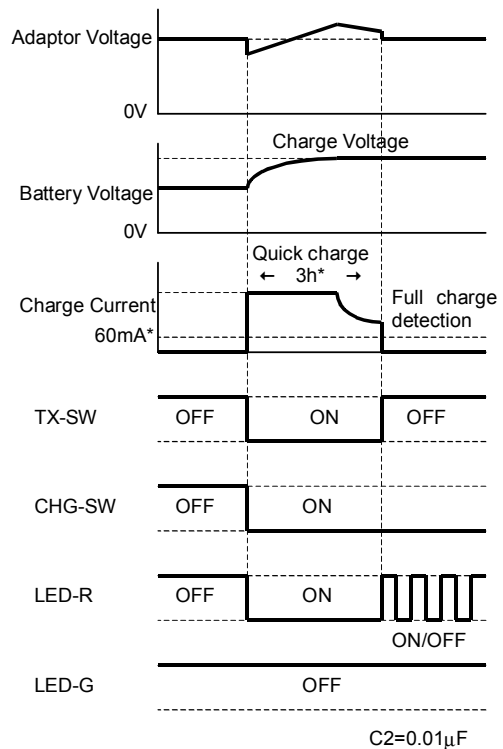 Adaptor Voltage
0V
Charge Voltage
Battery Voltage
0V
Quick charge
← 3h* →
Charge Current
60mA*
Full charge
detection
TX-SW OFF ON OFF
CHG-SW OFF ON
LED-R OFF ON
ON/OFF
LED-G OFF
C2=0.01μF